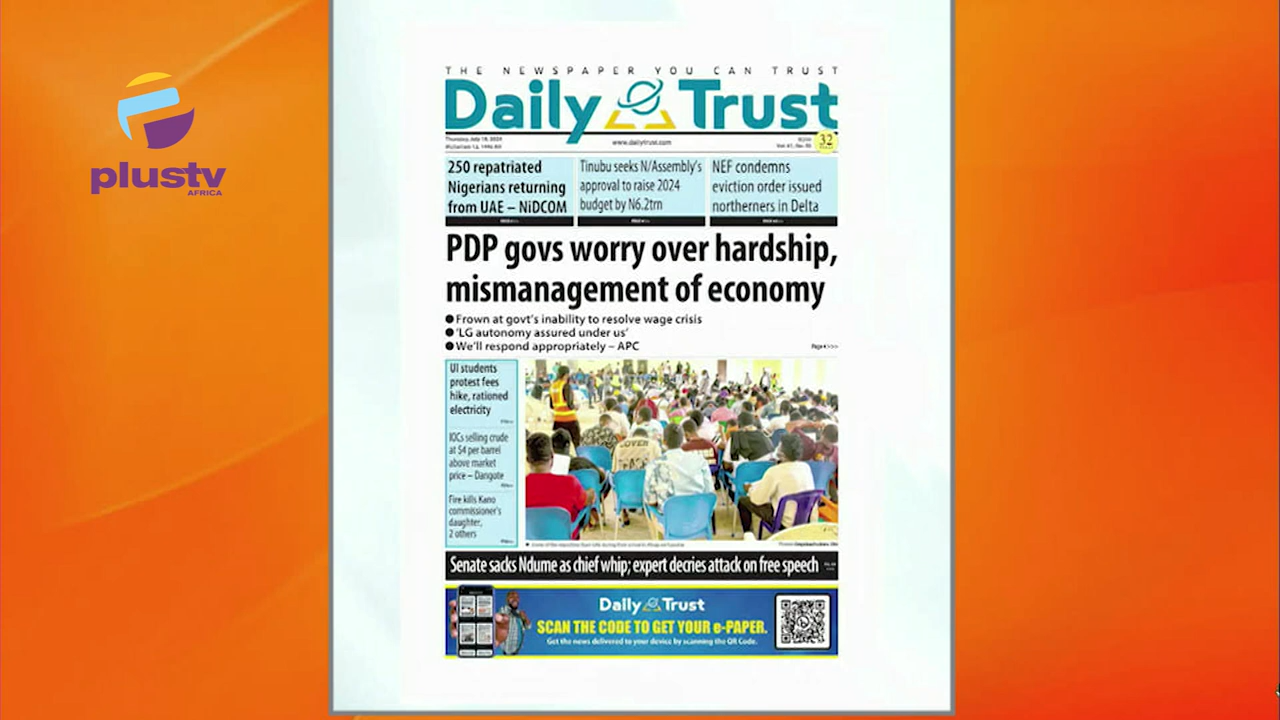 plustv
AFRICA
THE NEWSPAPER YOU CAN TRUST
Daily Trust
Thursday, July 18, 2024
www.dailytrust.com
32
250 repatriated
Nigerians returning
from UAE – NiDCOM
Tinubu seeks N/Assembly's
approval to raise 2024
budget by N6.2trn
NEF condemns
eviction order issued
northerners in Delta
PDP govs worry over hardship,
mismanagement of economy
Frown at govt's inability to resolve wage crisis
'LG autonomy assured under us'
We'll respond appropriately – APC
UI students
protest fees
hike, rationed
electricity
IOCs selling crude
at $4 per barrel
above market
price – Dangote
Fire kills Kano
commissioner's
daughter,
2 others
Senate sacks Ndume as chief whip; expert decries attack on free speech
Daily Trust
SCAN THE CODE TO GET YOUR e-PAPER.
Get the news delivered to your device by scanning the QR Code.